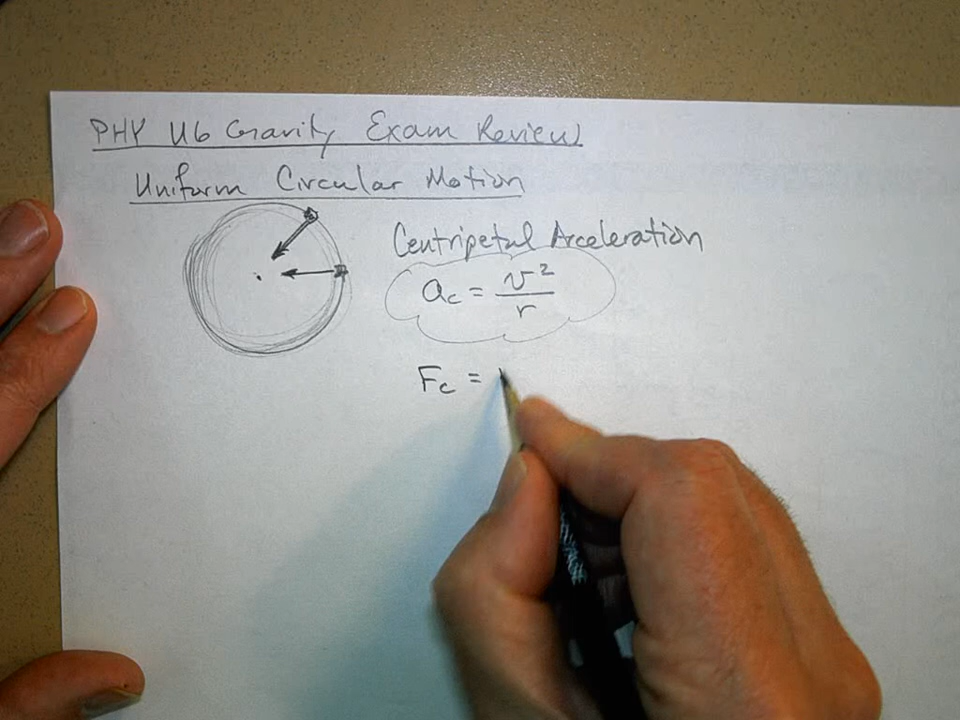 PHY U6 Gravity Exam Review
Uniform Circular Motion
Centripetal Acceleration
ac = v²/r
Fc =